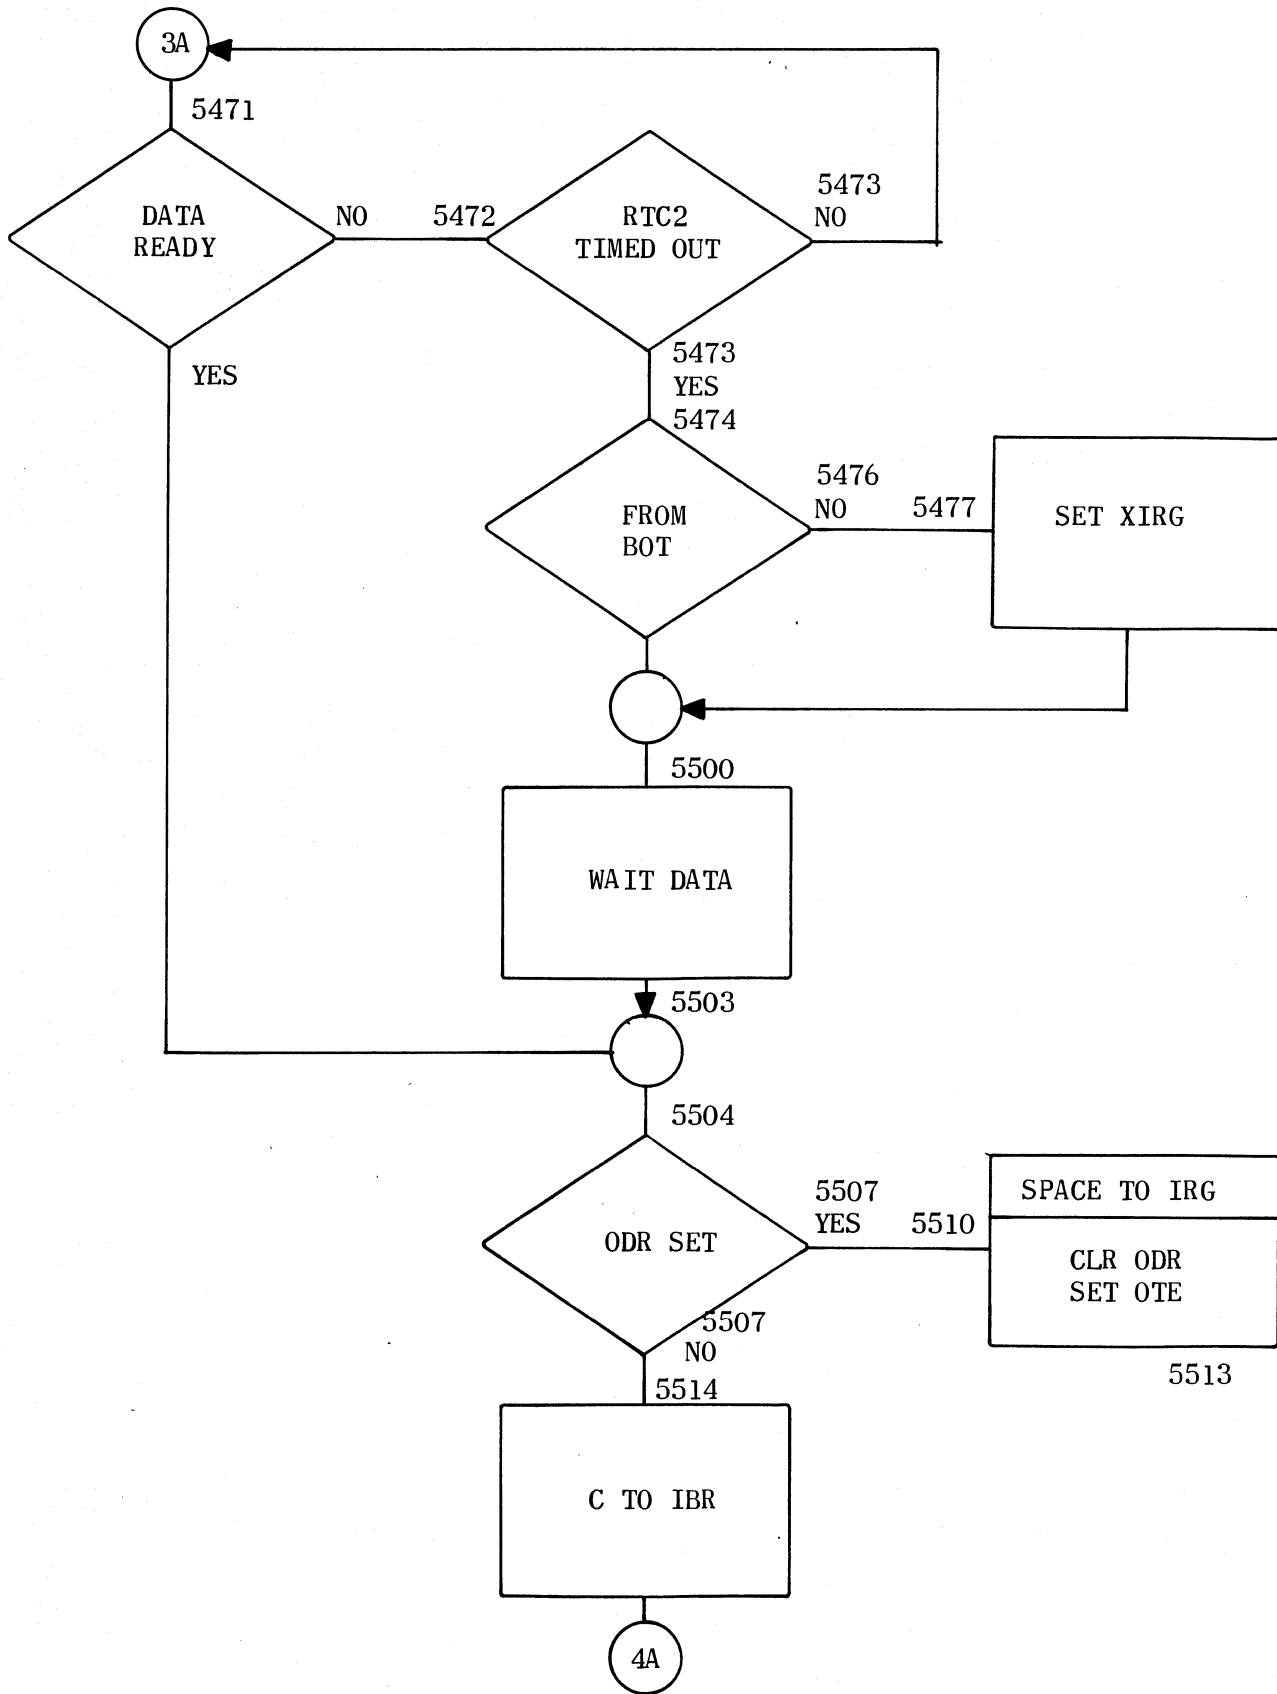 3A
5471
DATA
READY
NO
5472
RTC2
TIMED OUT
5473
NO
YES
5473
YES
5474
FROM
BOT
5476
NO
5477
SET XIRG
5500
WAIT DATA
5503
5504
ODR SET
5507
YES
5510
SPACE TO IRG
CLR ODR
SET OTE
5513
5507
NO
5514
C TO IBR
4A